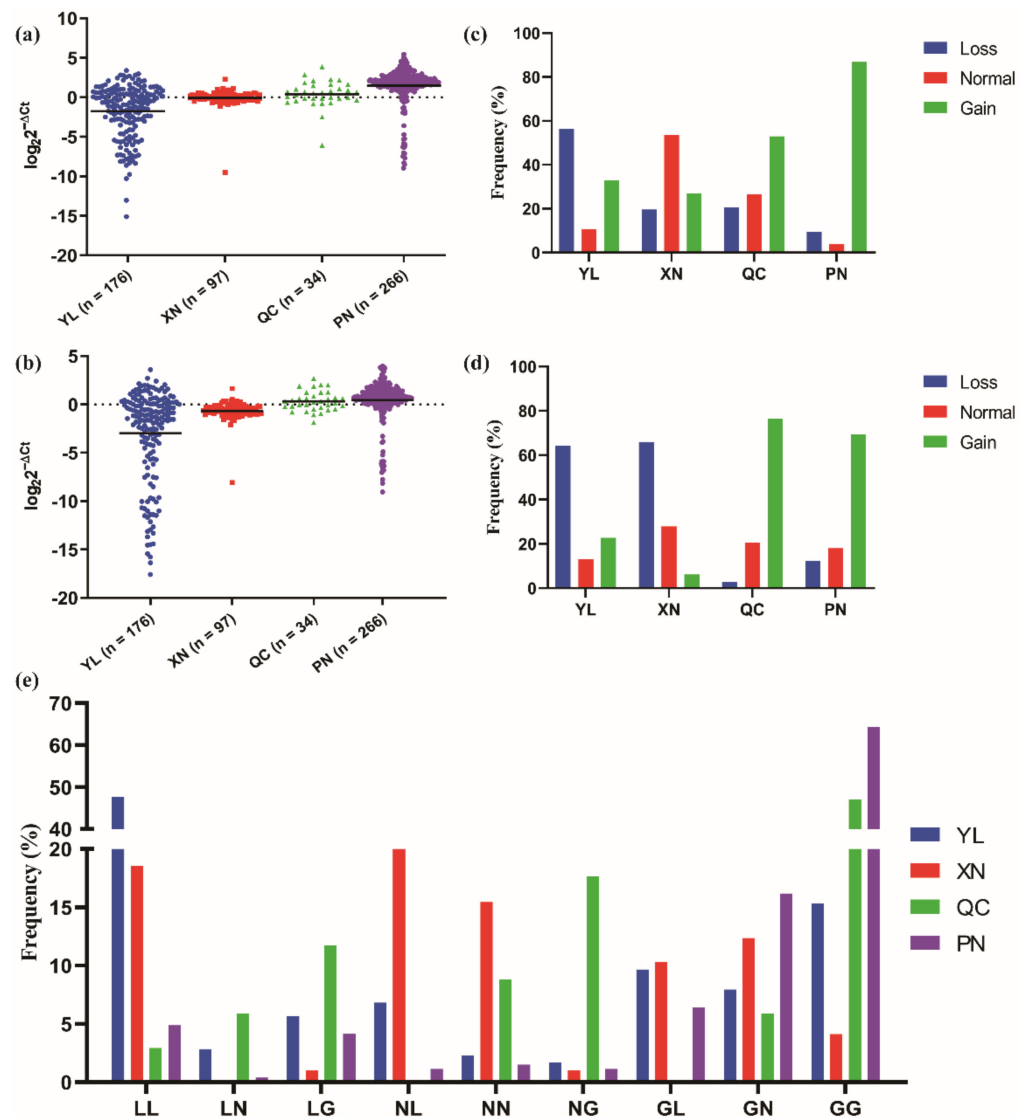 (a)
10
5
0
-5
-10
-15
-20
log₂2⁻ΔCt
YL (n = 176)
XN (n = 97)
QC (n = 34)
PN (n = 266)
(c)
100
80
60
40
20
0
Frequency (%)
YL
XN
QC
PN
Loss
Normal
Gain
(b)
5
0
-5
-10
-15
-20
log₂2⁻ΔCt
YL (n = 176)
XN (n = 97)
QC (n = 34)
PN (n = 266)
(d)
100
80
60
40
20
0
Frequency (%)
YL
XN
QC
PN
Loss
Normal
Gain
(e)
70
60
50
40
20
15
10
5
0
Frequency (%)
LL
LN
LG
NL
NN
NG
GL
GN
GG
YL
XN
QC
PN